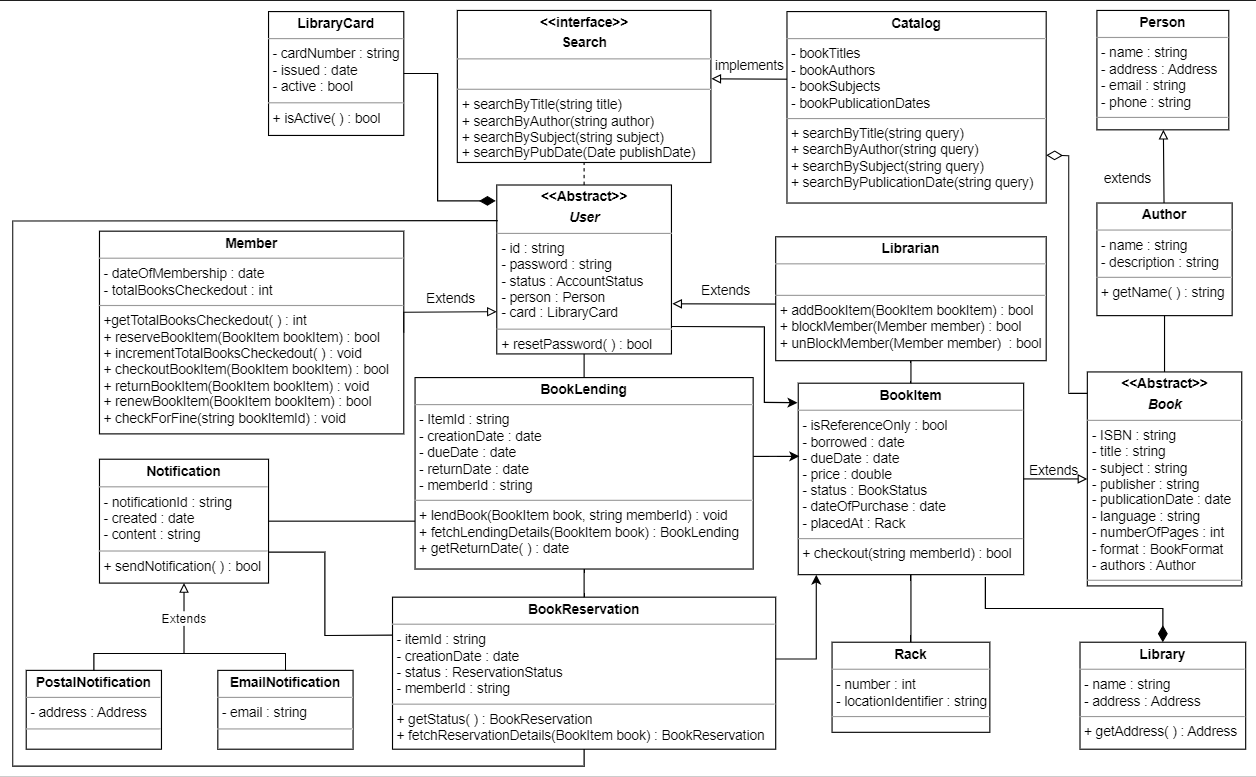 LibraryCard
- cardNumber : string
- issued : date
- active : bool
+ isActive( ) : bool
<<interface>>
Search
+ searchByTitle(string title)
+ searchByAuthor(string author)
+ searchBySubject(string subject)
+ searchByPubDate(Date publishDate)
implements
Catalog
- bookTitles
- bookAuthors
- bookSubjects
- bookPublicationDates
+ searchByTitle(string query)
+ searchByAuthor(string query)
+ searchBySubject(string query)
+ searchByPublicationDate(string query)
Person
- name : string
- address : Address
- email : string
- phone : string
extends
Author
- name : string
- description : string
+ getName( ) : string
<<Abstract>>
User
- id : string
- password : string
- status : AccountStatus
- person : Person
- card : LibraryCard
+ resetPassword( ) : bool
Member
- dateOfMembership : date
- totalBooksCheckedout : int
+getTotalBooksCheckedout( ) : int
+ reserveBookItem(BookItem bookItem) : bool
+ incrementTotalBooksCheckedout( ) : void
+ checkoutBookItem(BookItem bookItem) : bool
+ returnBookItem(BookItem bookItem) : void
+ renewBookItem(BookItem bookItem) : bool
+ checkForFine(string bookItemId) : void
Extends
Extends
Librarian
+ addBookItem(BookItem bookItem) : bool
+ blockMember(Member member) : bool
+ unBlockMember(Member member) : bool
BookLending
- ItemId : string
- creationDate : date
- dueDate : date
- returnDate : date
- memberId : string
+ lendBook(BookItem book, string memberId) : void
+ fetchLendingDetails(BookItem book) : BookLending
+ getReturnDate( ) : date
BookItem
- isReferenceOnly : bool
- borrowed : date
- dueDate : date
- price : double
- status : BookStatus
- dateOfPurchase : date
- placedAt : Rack
+ checkout(string memberId) : bool
Extends
<<Abstract>>
Book
- ISBN : string
- title : string
- subject : string
- publisher : string
- publicationDate : date
- language : string
- numberOfPages : int
- format : BookFormat
- authors : Author
Notification
- notificationId : string
- created : date
- content : string
+ sendNotification( ) : bool
Extends
PostalNotification
- address : Address
EmailNotification
- email : string
BookReservation
- itemId : string
- creationDate : date
- status : ReservationStatus
- memberId : string
+ getStatus( ) : BookReservation
+ fetchReservationDetails(BookItem book) : BookReservation
Rack
- number : int
- locationIdentifier : string
Library
- name : string
- address : Address
+ getAddress( ) : Address